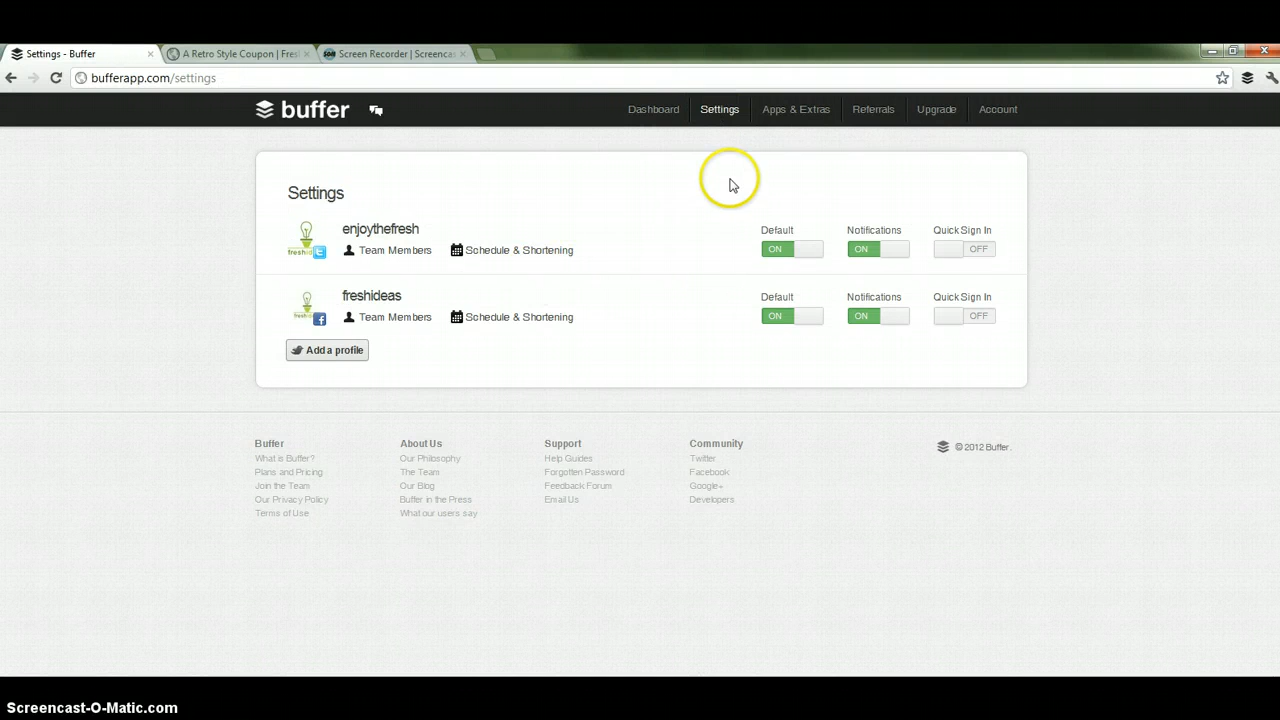 Settings - Buffer
A Retro Style Coupon | Fres
Screen Recorder | Screencas
bufferapp.com/settings
buffer
Dashboard
Settings
Apps & Extras
Referrals
Upgrade
Account
Settings
enjoythefresh
Default
Notifications
Quick Sign In
Team Members
Schedule & Shortening
ON
ON
OFF
freshideas
Default
Notifications
Quick Sign In
Team Members
Schedule & Shortening
ON
ON
OFF
Add a profile
Buffer
What is Buffer?
Plans and Pricing
Join the Team
Our Privacy Policy
Terms of Use
About Us
Our Philosophy
The Team
Our Blog
Buffer in the Press
What our users say
Support
Help Guides
Forgotten Password
Feedback Forum
Email Us
Community
Twitter
Facebook
Google+
Developers
© 2012 Buffer.
Screencast-O-Matic.com